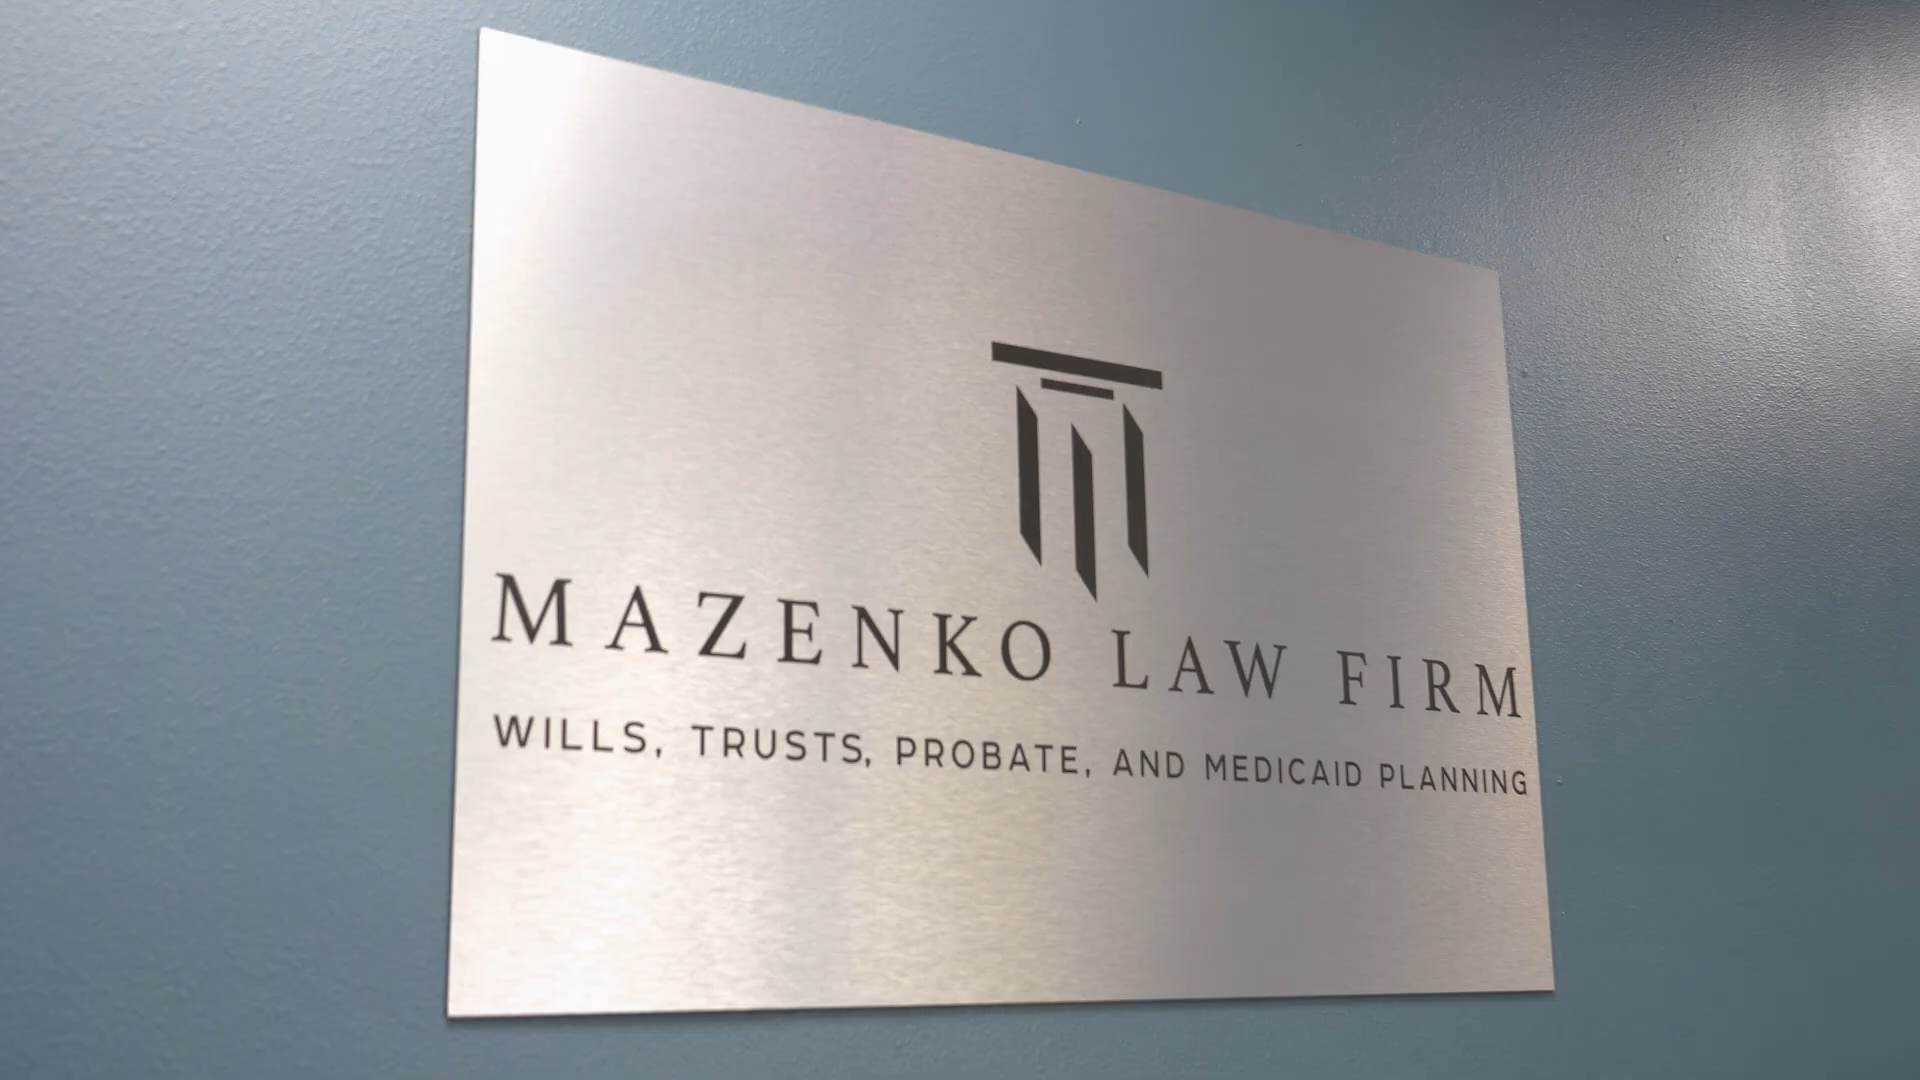 MAZENKO LAW FIRM
WILLS, TRUSTS, PROBATE, AND MEDICAID PLANNING